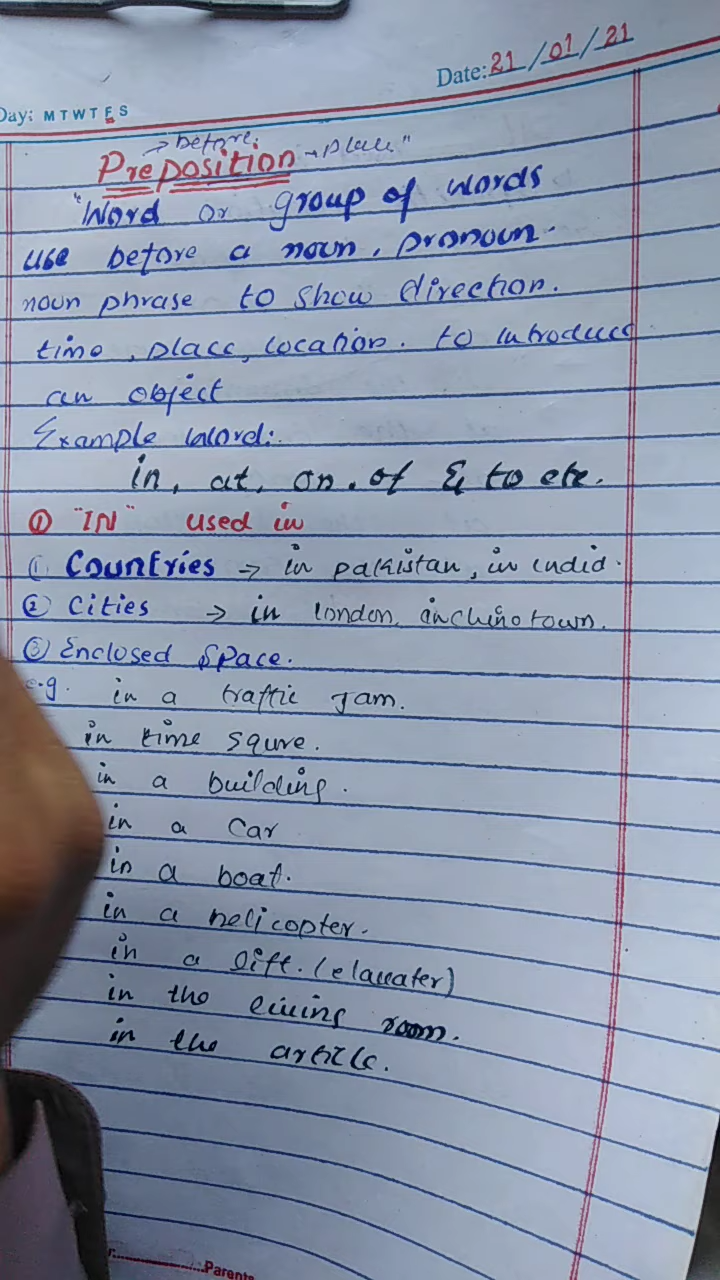 Date: 21/01/21
Day: M T W T F S
→ before. → place"
Preposition
"Word or group of words
use before a noun, pronoun.
noun phrase to show direction.
time, place, location. to introduce
an object
Example word:.
in, at, on. of & to etc.
① "IN" used in
① Countries → in pakistan, in india.
② Cities → in london, in chinotown.
③ Enclosed Space.
e.g. in a traffic jam.
in time squre.
in a building.
in a car
in a boat.
in a helicopter.
in a lift. (elavater)
in the living room.
in the article.
Parents